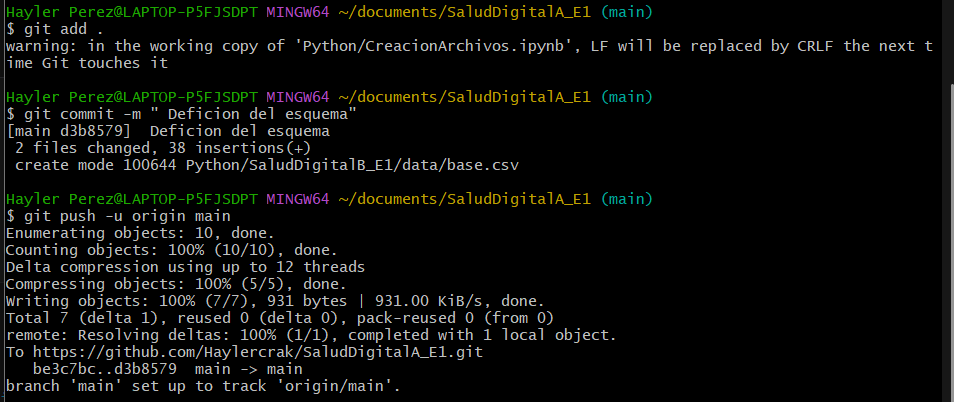 Hayler Perez@LAPTOP-P5FJSDPT MINGW64 ~/documents/SaludDigitalA_E1 (main)
$ git add .
warning: in the working copy of 'Python/CreacionArchivos.ipynb', LF will be replaced by CRLF the next t
ime Git touches it
Hayler Perez@LAPTOP-P5FJSDPT MINGW64 ~/documents/SaludDigitalA_E1 (main)
$ git commit -m " Deficion del esquema"
[main d3b8579]  Deficion del esquema
 2 files changed, 38 insertions(+)
 create mode 100644 Python/SaludDigitalB_E1/data/base.csv
Hayler Perez@LAPTOP-P5FJSDPT MINGW64 ~/documents/SaludDigitalA_E1 (main)
$ git push -u origin main
Enumerating objects: 10, done.
Counting objects: 100% (10/10), done.
Delta compression using up to 12 threads
Compressing objects: 100% (5/5), done.
Writing objects: 100% (7/7), 931 bytes | 931.00 KiB/s, done.
Total 7 (delta 1), reused 0 (delta 0), pack-reused 0 (from 0)
remote: Resolving deltas: 100% (1/1), completed with 1 local object.
To https://github.com/Haylercrak/SaludDigitalA_E1.git
   be3c7bc..d3b8579  main -> main
branch 'main' set up to track 'origin/main'.